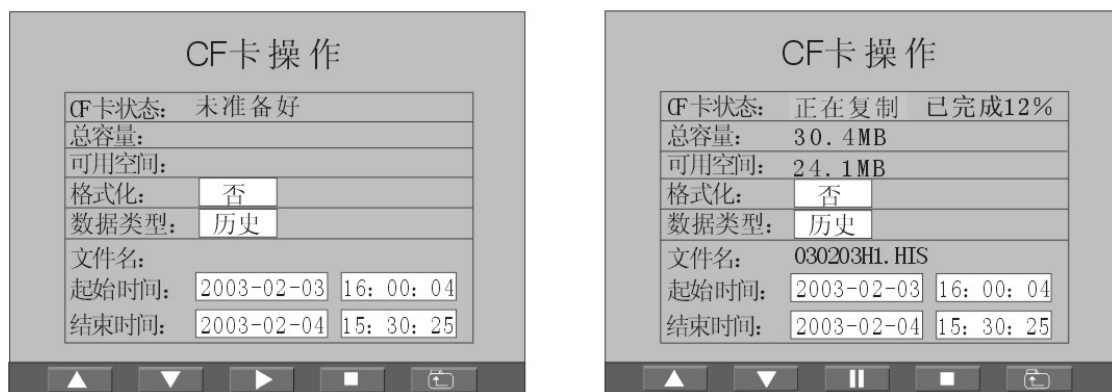 CF卡操作
CF卡状态: 未准备好
总容量:
可用空间:
格式化: 否
数据类型: 历史
文件名:
起始时间: 2003-02-03 16: 00: 04
结束时间: 2003-02-04 15: 30: 25
CF卡操作
CF卡状态: 正在复制 已完成12%
总容量: 30.4MB
可用空间: 24.1MB
格式化: 否
数据类型: 历史
文件名: 030203H1.HIS
起始时间: 2003-02-03 16: 00: 04
结束时间: 2003-02-04 15: 30: 25